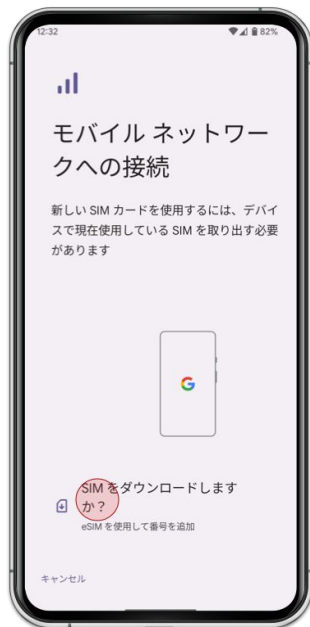 12:32 82%
モバイル ネットワー
クへの接続
新しい SIM カードを使用するには、デバイ
スで現在使用している SIM を取り出す必要
があります
G
SIM をダウンロードします
か？
eSIM を使用して番号を追加
キャンセル